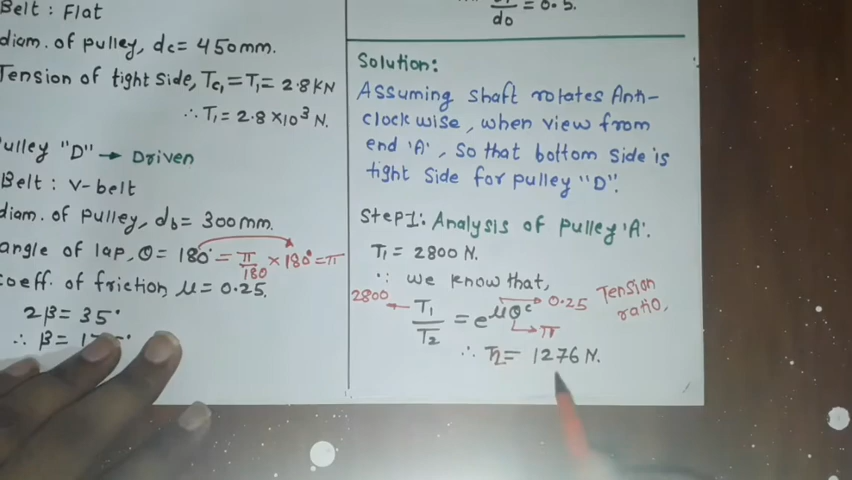 Belt : Flat
diam. of pulley, dc = 450mm.
Tension of tight side, Tc1 = T1 = 2.8 KN
∴ T1 = 2.8 × 10³ N.
ulley "D" → Driven
Belt : V-belt
diam. of pulley, db = 300mm.
angle of lap, θ = 180° = π/180 × 180° = π
coeff. of friction, μ = 0.25.
2β = 35°
∴ β =
do = 0.5.
Solution:
Assuming shaft rotates Anti-
clockwise, when view from
end 'A', so that bottom side is
tight side for pulley "D".
Step1: Analysis of pulley 'A'.
T1 = 2800 N.
∵ we know that,
2800 ← T1/T2 = e^μθᶜ → 0.25 Tension
ratio.
→ π
∴ T2 = 1276 N.